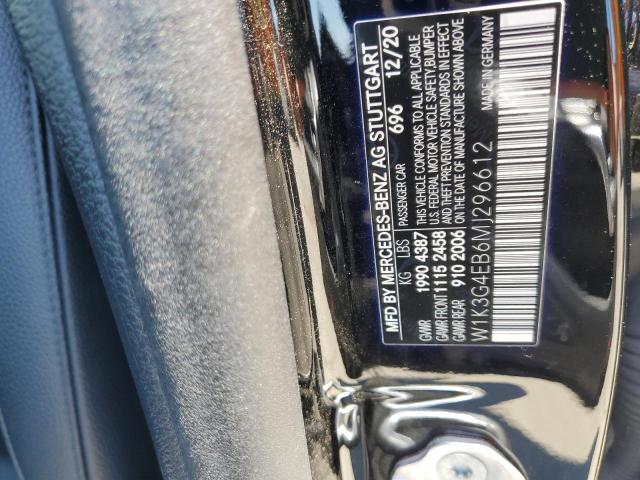 MFD BY MERCEDES-BENZ AG STUTTGART
KG LBS PASSENGER CAR 696 12/20
GWR 1990 4387 THIS VEHICLE CONFORMS TO ALL APPLICABLE
GAWR FRONT 1115 2458 U.S. FEDERAL MOTOR VEHICLE SAFETY, BUMPER
GAWR REAR 910 2006 AND THEFT PREVENTION STANDARDS IN EFFECT
ON THE DATE OF MANUFACTURE SHOWN ABOVE
W1K3G4EB6MJ296612 MADE IN GERMANY